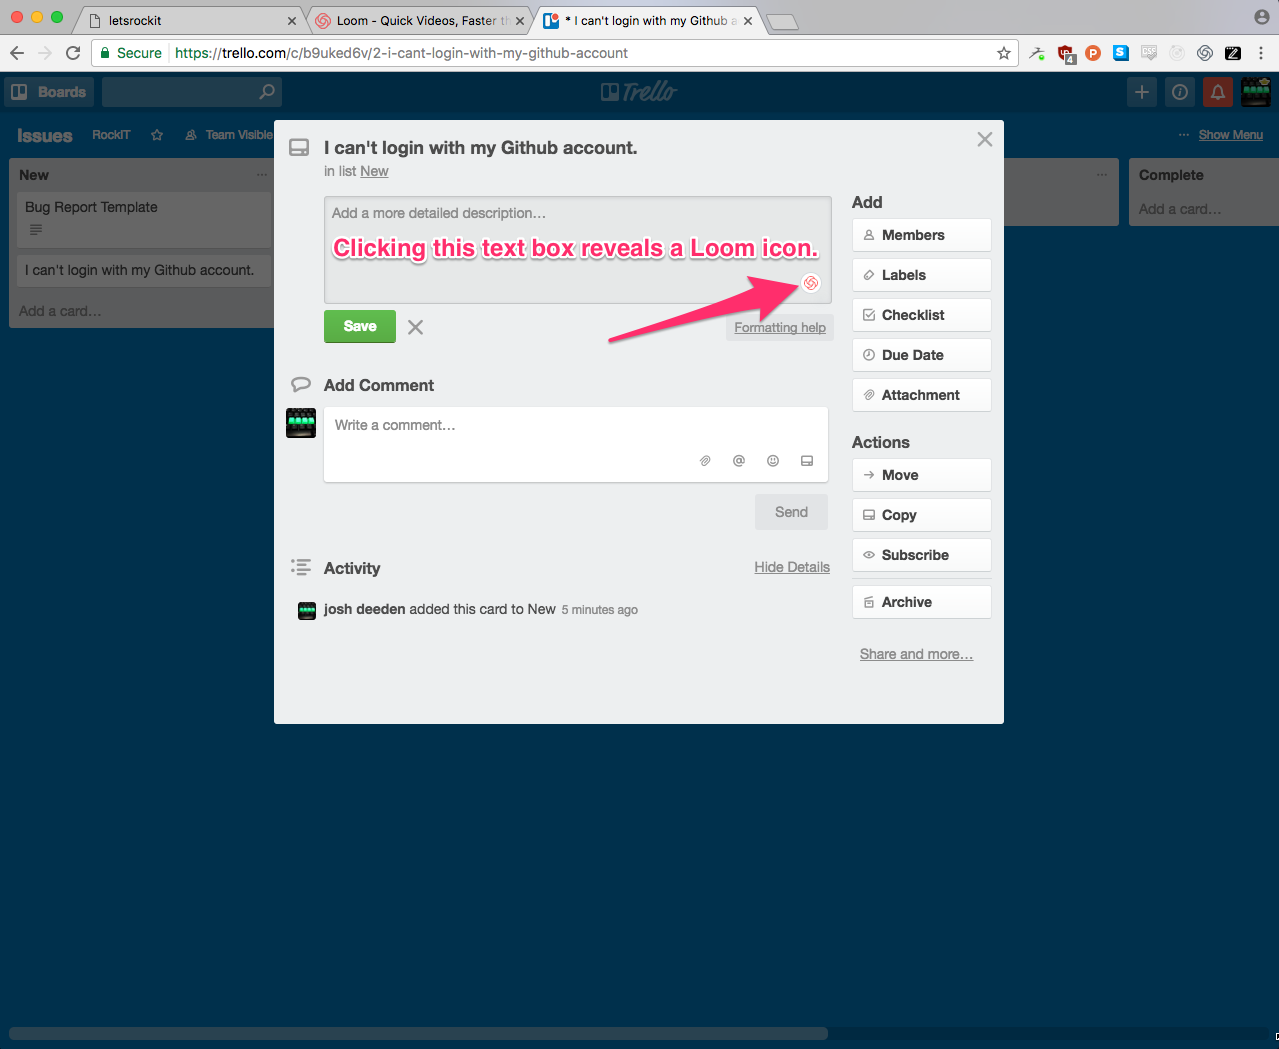 letsrockit
Loom - Quick Videos, Faster th
* I can't login with my Github a
Secure
https://trello.com/c/b9uked6v/2-i-cant-login-with-my-github-account
4
Boards
Trello
Issues
RockIT
Team Visible
... Show Menu
New
...
Bug Report Template
I can't login with my Github account.
Add a card…
I can't login with my Github account.
in list New
Add a more detailed description…
Clicking this text box reveals a Loom icon.
Save
Formatting help
Add Comment
Write a comment…
@
Send
Activity
Hide Details
josh deeden added this card to New 5 minutes ago
Add
Members
Labels
Checklist
Due Date
Attachment
Actions
Move
Copy
Subscribe
Archive
Share and more…
...
Complete
Add a card…